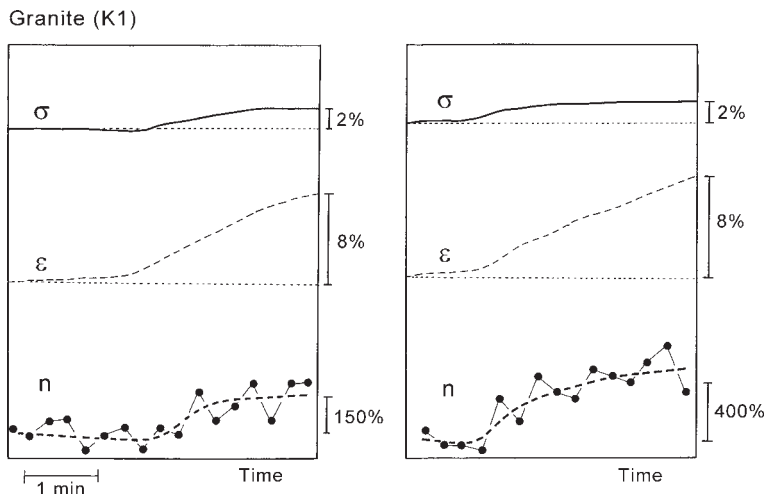 Granite (K1)
σ
2%
ε
8%
n
150%
Time
1 min
σ
2%
ε
8%
n
400%
Time